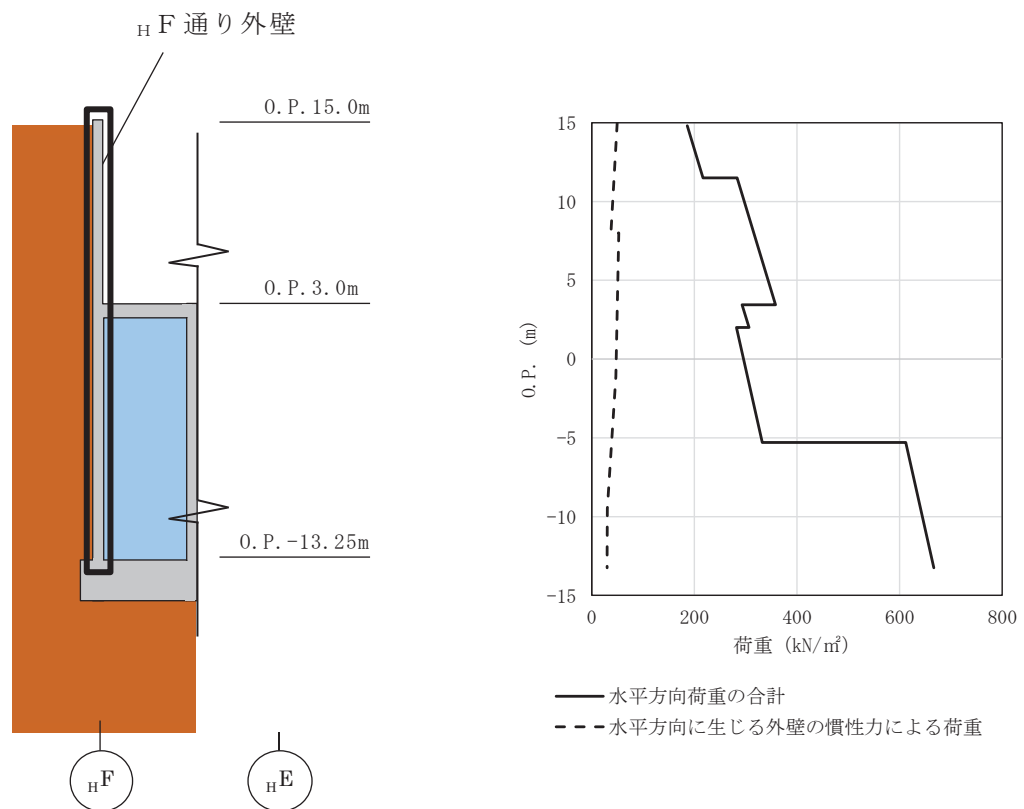 HF通り外壁
O.P.15.0m
O.P.3.0m
O.P.-13.25m
HF
HE
15
10
5
0
-5
-10
-15
O.P. (m)
0 200 400 600 800
荷重 (kN/㎡)
水平方向荷重の合計
水平方向に生じる外壁の慣性力による荷重